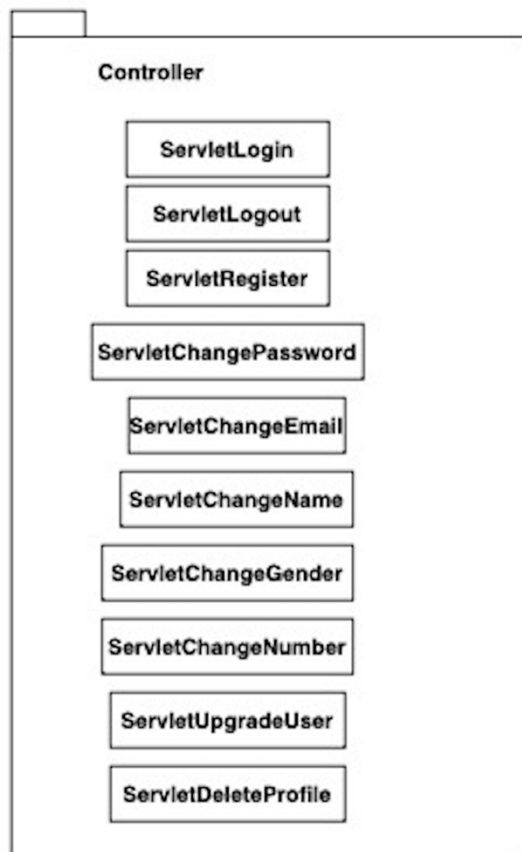 Controller
ServletLogin
ServletLogout
ServletRegister
ServletChangePassword
ServletChangeEmail
ServletChangeName
ServletChangeGender
ServletChangeNumber
ServletUpgradeUser
ServletDeleteProfile